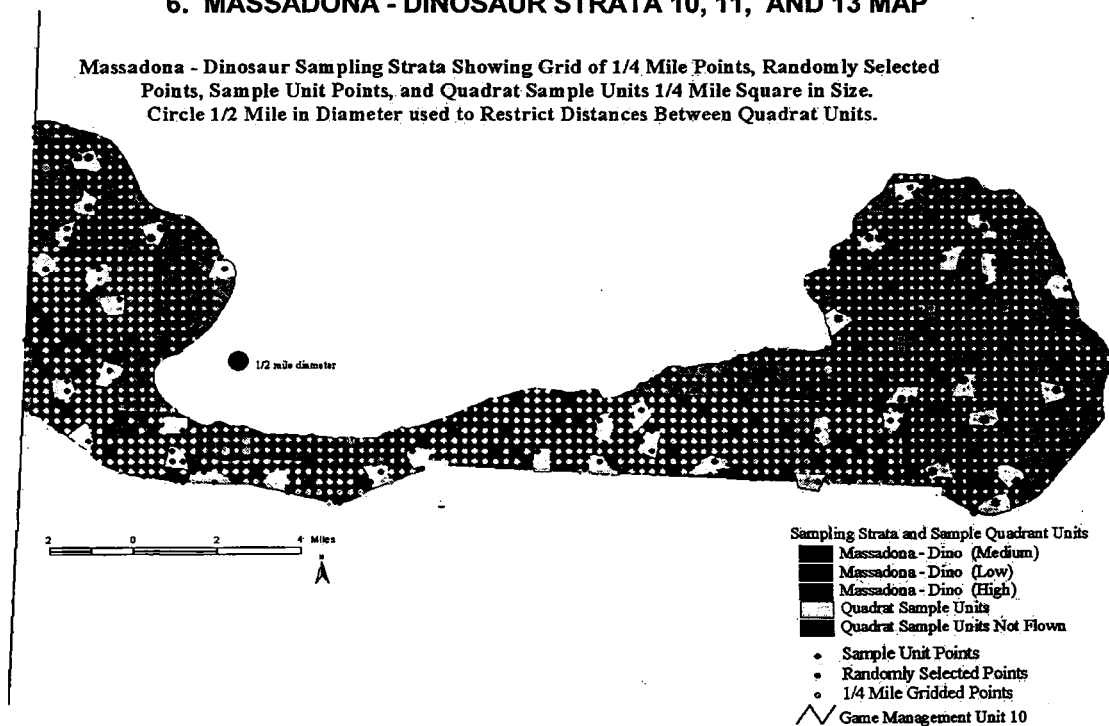 6. MASSADONA - DINOSAUR STRATA 10, 11, AND 13 MAP
Massadona - Dinosaur Sampling Strata Showing Grid of 1/4 Mile Points, Randomly Selected
Points, Sample Unit Points, and Quadrat Sample Units 1/4 Mile Square in Size.
Circle 1/2 Mile in Diameter used to Restrict Distances Between Quadrat Units.
1/2 mile diameter
2 0 2 4 Miles
Sampling Strata and Sample Quadrant Units
Massadona - Dino (Medium)
Massadona - Dino (Low)
Massadona - Dino (High)
Quadrat Sample Units
Quadrat Sample Units Not Flown
Sample Unit Points
Randomly Selected Points
1/4 Mile Gridded Points
Game Management Unit 10